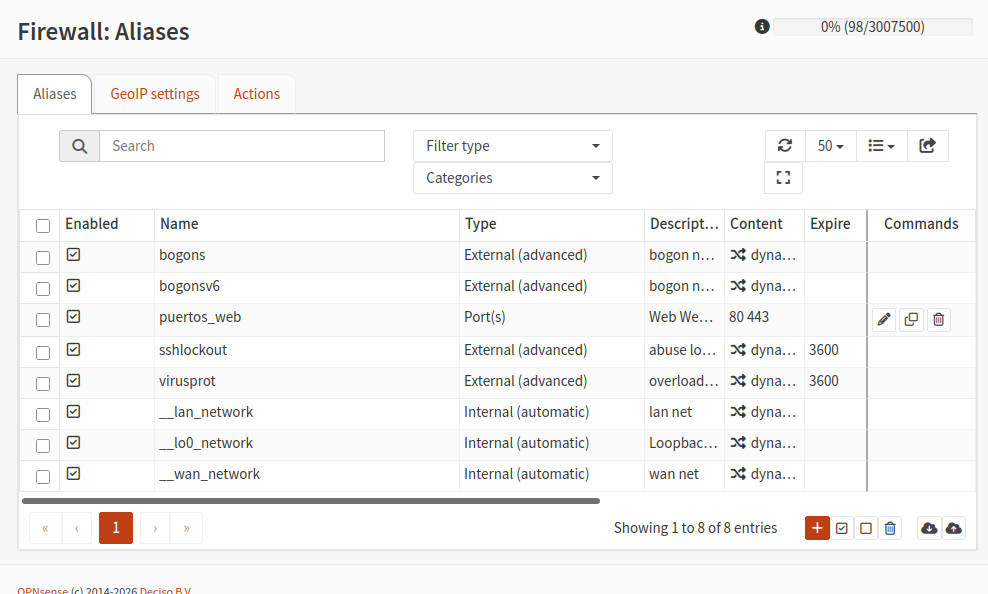 Firewall: Aliases
0% (98/3007500)
Aliases GeoIP settings Actions
Search Filter type 50
Categories
Enabled Name Type Descript... Content Expire Commands
bogons External (advanced) bogon n... dyna...
bogonsv6 External (advanced) bogon n... dyna...
puertos_web Port(s) Web We... 80 443
sshlockout External (advanced) abuse lo... dyna... 3600
virusprot External (advanced) overload... dyna... 3600
__lan_network Internal (automatic) lan net dyna...
__lo0_network Internal (automatic) Loopbac... dyna...
__wan_network Internal (automatic) wan net dyna...
« ‹ 1 › » Showing 1 to 8 of 8 entries
OPNsense (c) 2014-2026 Deciso B.V.